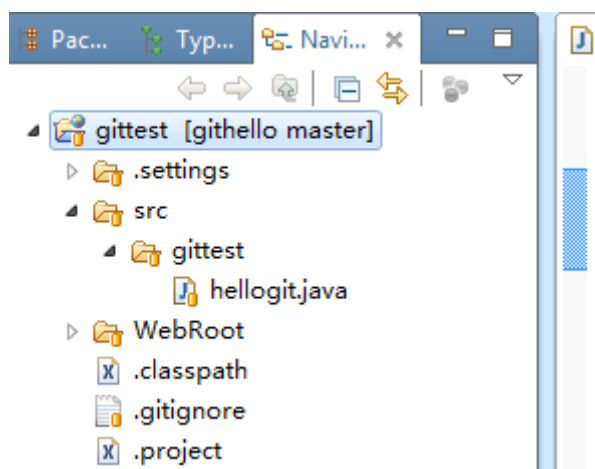 Pac... Typ... Navi...
gittest [githello master]
.settings
src
gittest
hellogit.java
WebRoot
.classpath
.gitignore
.project